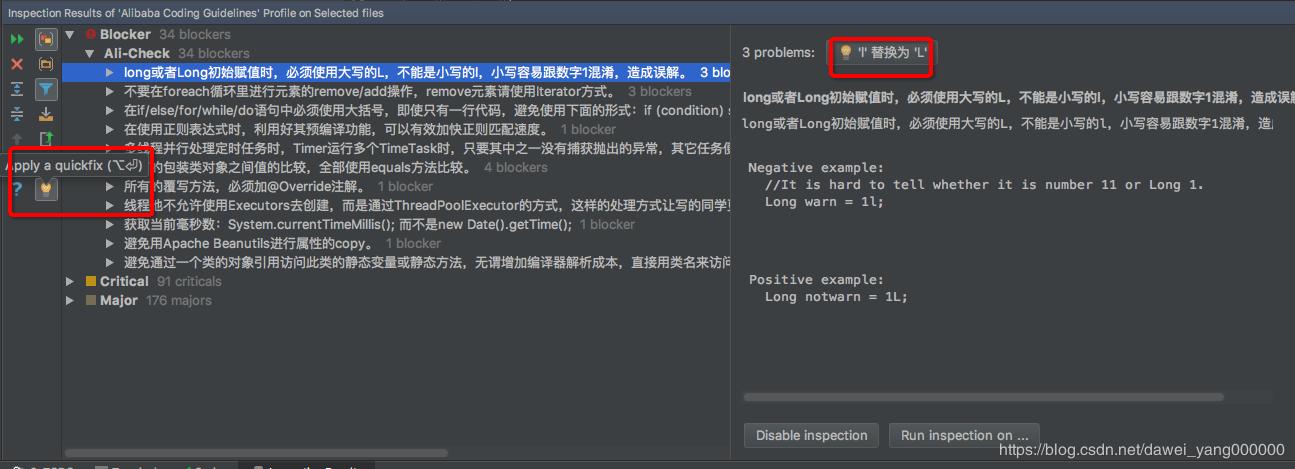 Inspection Results of 'Alibaba Coding Guidelines' Profile on Selected files
Blocker 34 blockers
Ali-Check 34 blockers
long或者Long初始赋值时，必须使用大写的L，不能是小写的l，小写容易跟数字1混淆，造成误解。 3 blo
不要在foreach循环里进行元素的remove/add操作，remove元素请使用Iterator方式。 3 blockers
在if/else/for/while/do语句中必须使用大括号，即使只有一行代码，避免使用下面的形式：if (condition) s
在使用正则表达式时，利用好其预编译功能，可以有效加快正则匹配速度。 1 blocker
多线程并行处理定时任务时，Timer运行多个TimeTask时，只要其中之一没有捕获抛出的异常，其它任务便
Apply a quickfix (⌥⏎)
的包装类对象之间值的比较，全部使用equals方法比较。 4 blockers
?
所有的覆写方法，必须加@Override注解。 1 blocker
线程池不允许使用Executors去创建，而是通过ThreadPoolExecutor的方式，这样的处理方式让写的同学更
获取当前毫秒数：System.currentTimeMillis(); 而不是new Date().getTime(); 1 blocker
避免用Apache Beanutils进行属性的copy。 1 blocker
避免通过一个类的对象引用访问此类的静态变量或静态方法，无谓增加编译器解析成本，直接用类名来访问
Critical 91 criticals
Major 176 majors
3 problems: 'l' 替换为 'L'
long或者Long初始赋值时，必须使用大写的L，不能是小写的l，小写容易跟数字1混淆，造成误解
long或者Long初始赋值时，必须使用大写的L，不能是小写的l，小写容易跟数字1混淆，造
Negative example:
//It is hard to tell whether it is number 11 or Long 1.
Long warn = 1l;
Positive example:
Long notwarn = 1L;
Disable inspection
Run inspection on ...
https://blog.csdn.net/dawei_yang000000